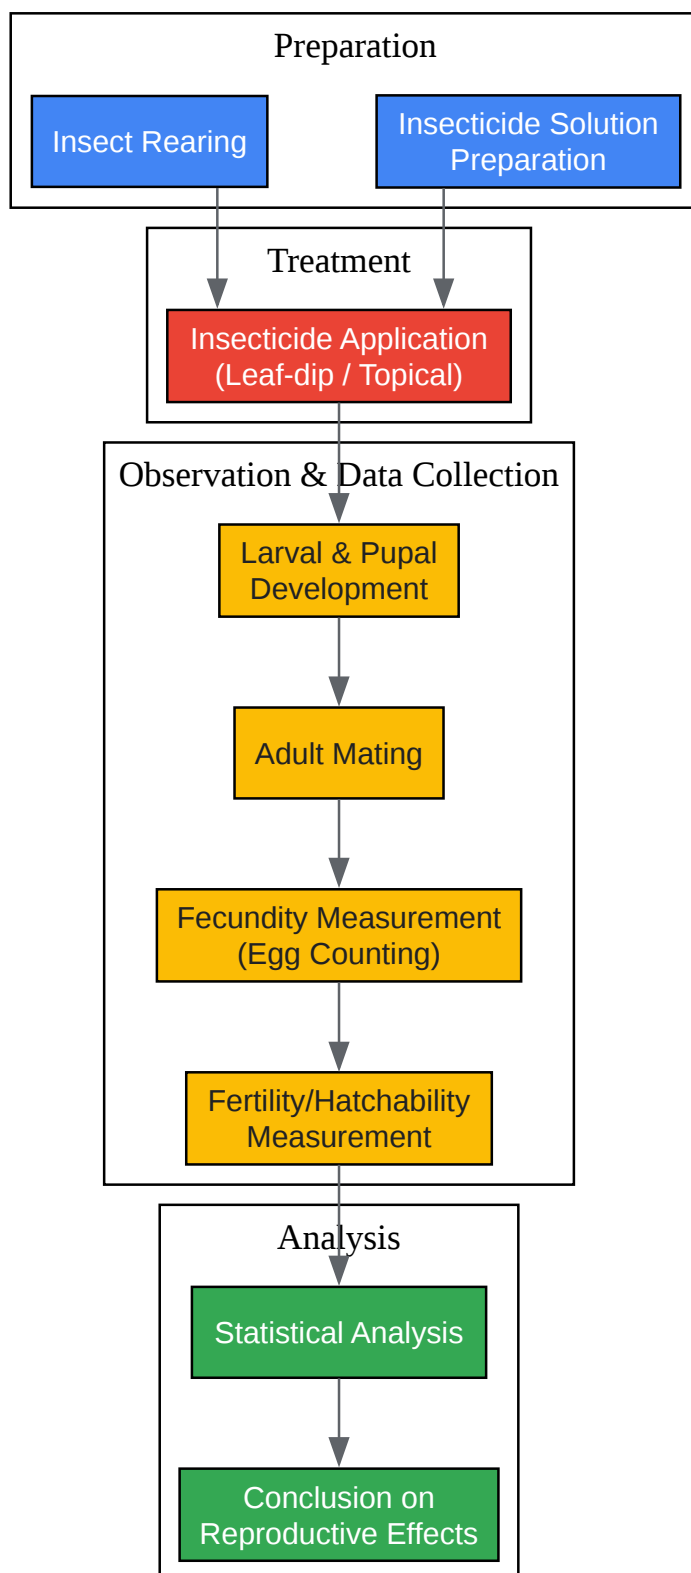 Preparation
Insect Rearing
Insecticide Solution
Preparation
Treatment
Insecticide Application
(Leaf-dip / Topical)
Observation & Data Collection
Larval & Pupal
Development
Adult Mating
Fecundity Measurement
(Egg Counting)
Fertility/Hatchability
Measurement
Analysis
Statistical Analysis
Conclusion on
Reproductive Effects